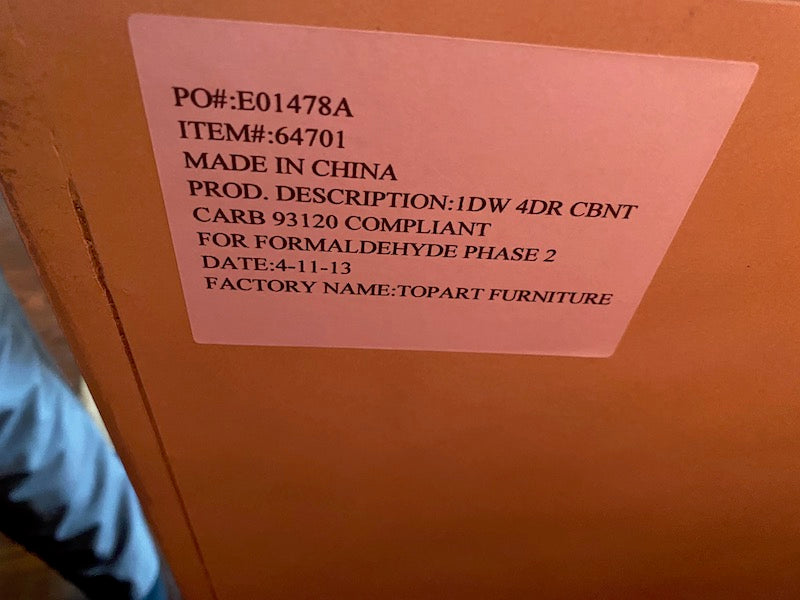 PO#:E01478A
ITEM#:64701
MADE IN CHINA
PROD. DESCRIPTION:1DW 4DR CBNT
CARB 93120 COMPLIANT
FOR FORMALDEHYDE PHASE 2
DATE:4-11-13
FACTORY NAME:TOPART FURNITURE